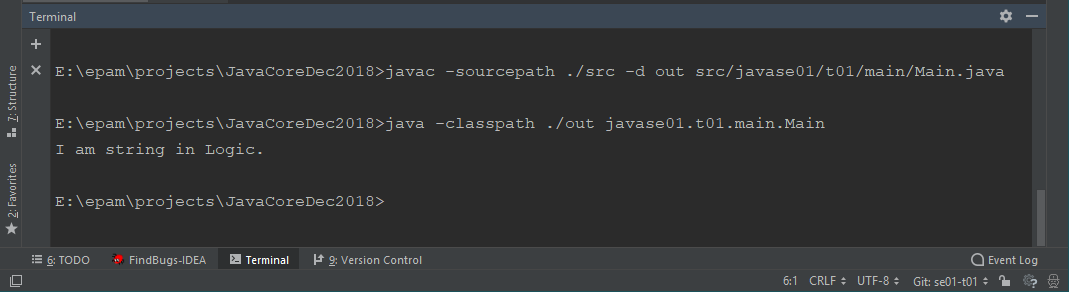 Terminal
E:\epam\projects\JavaCoreDec2018>javac -sourcepath ./src -d out src/javase01/t01/main/Main.java
E:\epam\projects\JavaCoreDec2018>java -classpath ./out javase01.t01.main.Main
I am string in Logic.
E:\epam\projects\JavaCoreDec2018>
7: Structure
2: Favorites
6: TODO FindBugs-IDEA Terminal 9: Version Control Event Log
6:1 CRLF UTF-8 Git: se01-t01